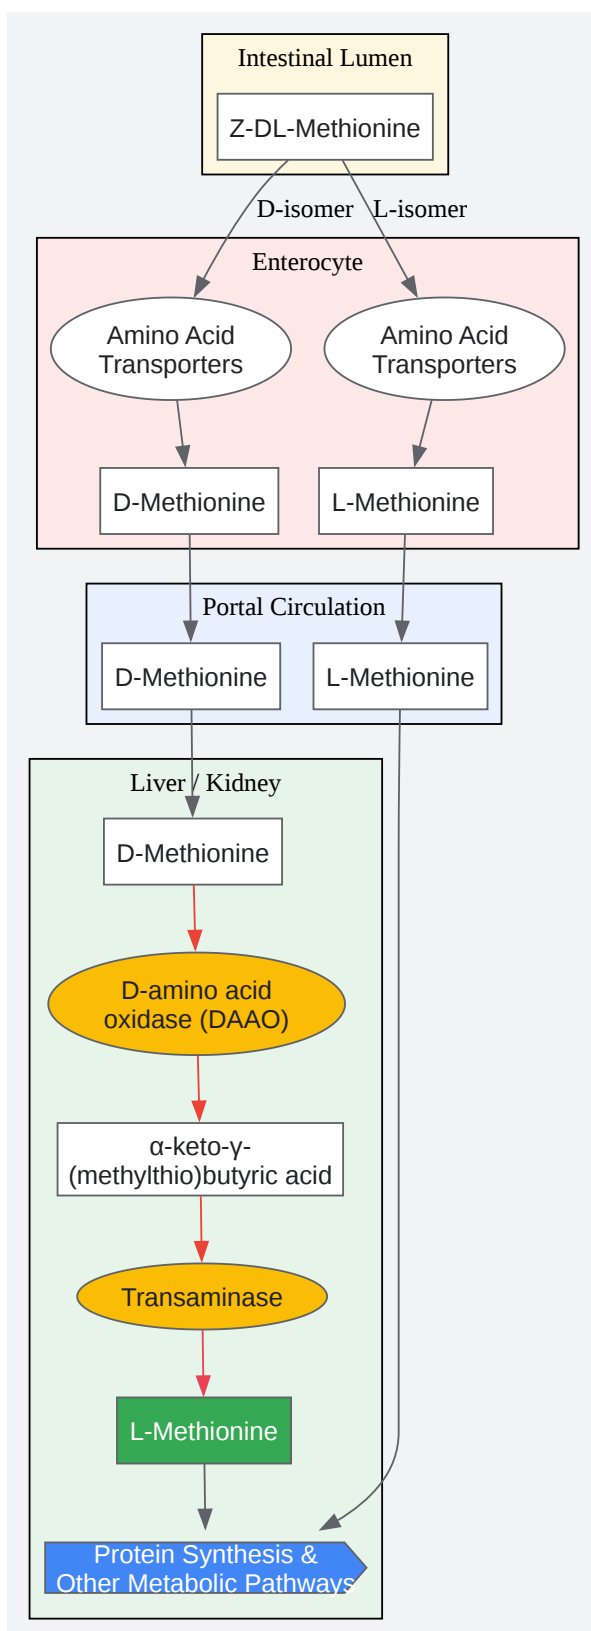 Intestinal Lumen
Z-DL-Methionine
D-isomer
L-isomer
Enterocyte
Amino Acid
Transporters
Amino Acid
Transporters
D-Methionine
L-Methionine
Portal Circulation
D-Methionine
L-Methionine
Liver / Kidney
D-Methionine
D-amino acid
oxidase (DAAO)
α-keto-γ-
(methylthio)butyric acid
Transaminase
L-Methionine
Protein Synthesis &
Other Metabolic Pathways